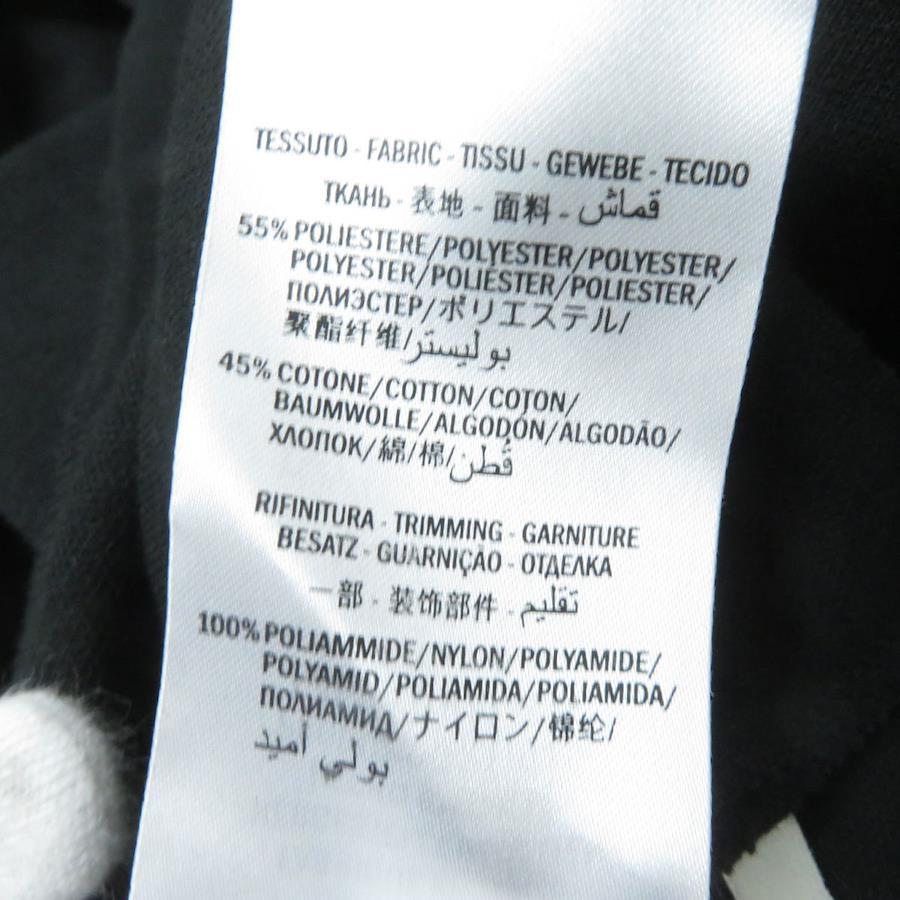 TESSUTO - FABRIC - TISSU - GEWEBE - TECIDO
ТКАНЬ - 表地 - 面料 - قماش
55% POLIESTERE/POLYESTER/POLYESTER/
POLYESTER/POLIÉSTER/POLIESTER/
ПОЛИЭСТЕР/ポリエステル/
聚酯纤维/بوليستر
45% COTONE/COTTON/COTON/
BAUMWOLLE/ALGODÓN/ALGODÃO/
ХЛОПОК/綿/棉/قُطن
RIFINITURA - TRIMMING - GARNITURE
BESATZ - GUARNIÇÃO - ОТДЕЛКА
一部 - 装饰部件 - تقليم
100% POLIAMMIDE/NYLON/POLYAMIDE/
POLYAMID/POLIAMIDA/POLIAMIDA/
ПОЛИАМИД/ナイロン/锦纶/
بولي أميد